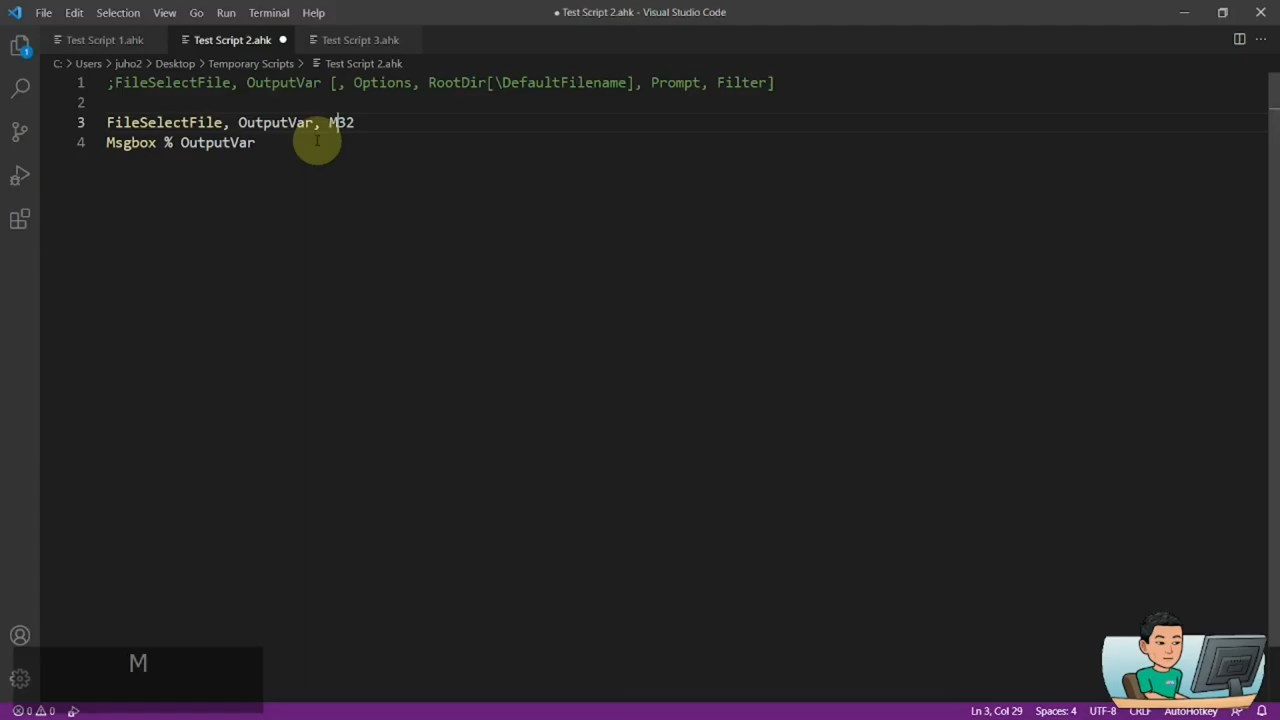 File Edit Selection View Go Run Terminal Help
● Test Script 2.ahk - Visual Studio Code
Test Script 1.ahk
Test Script 2.ahk
Test Script 3.ahk
C: > Users > juho2 > Desktop > Temporary Scripts > Test Script 2.ahk
1 ;FileSelectFile, OutputVar [, Options, RootDir[\DefaultFilename], Prompt, Filter]
2
3 FileSelectFile, OutputVar, M32
4 Msgbox % OutputVar
1
M
0 0 Ln 3, Col 29 Spaces: 4 UTF-8 CRLF AutoHotkey